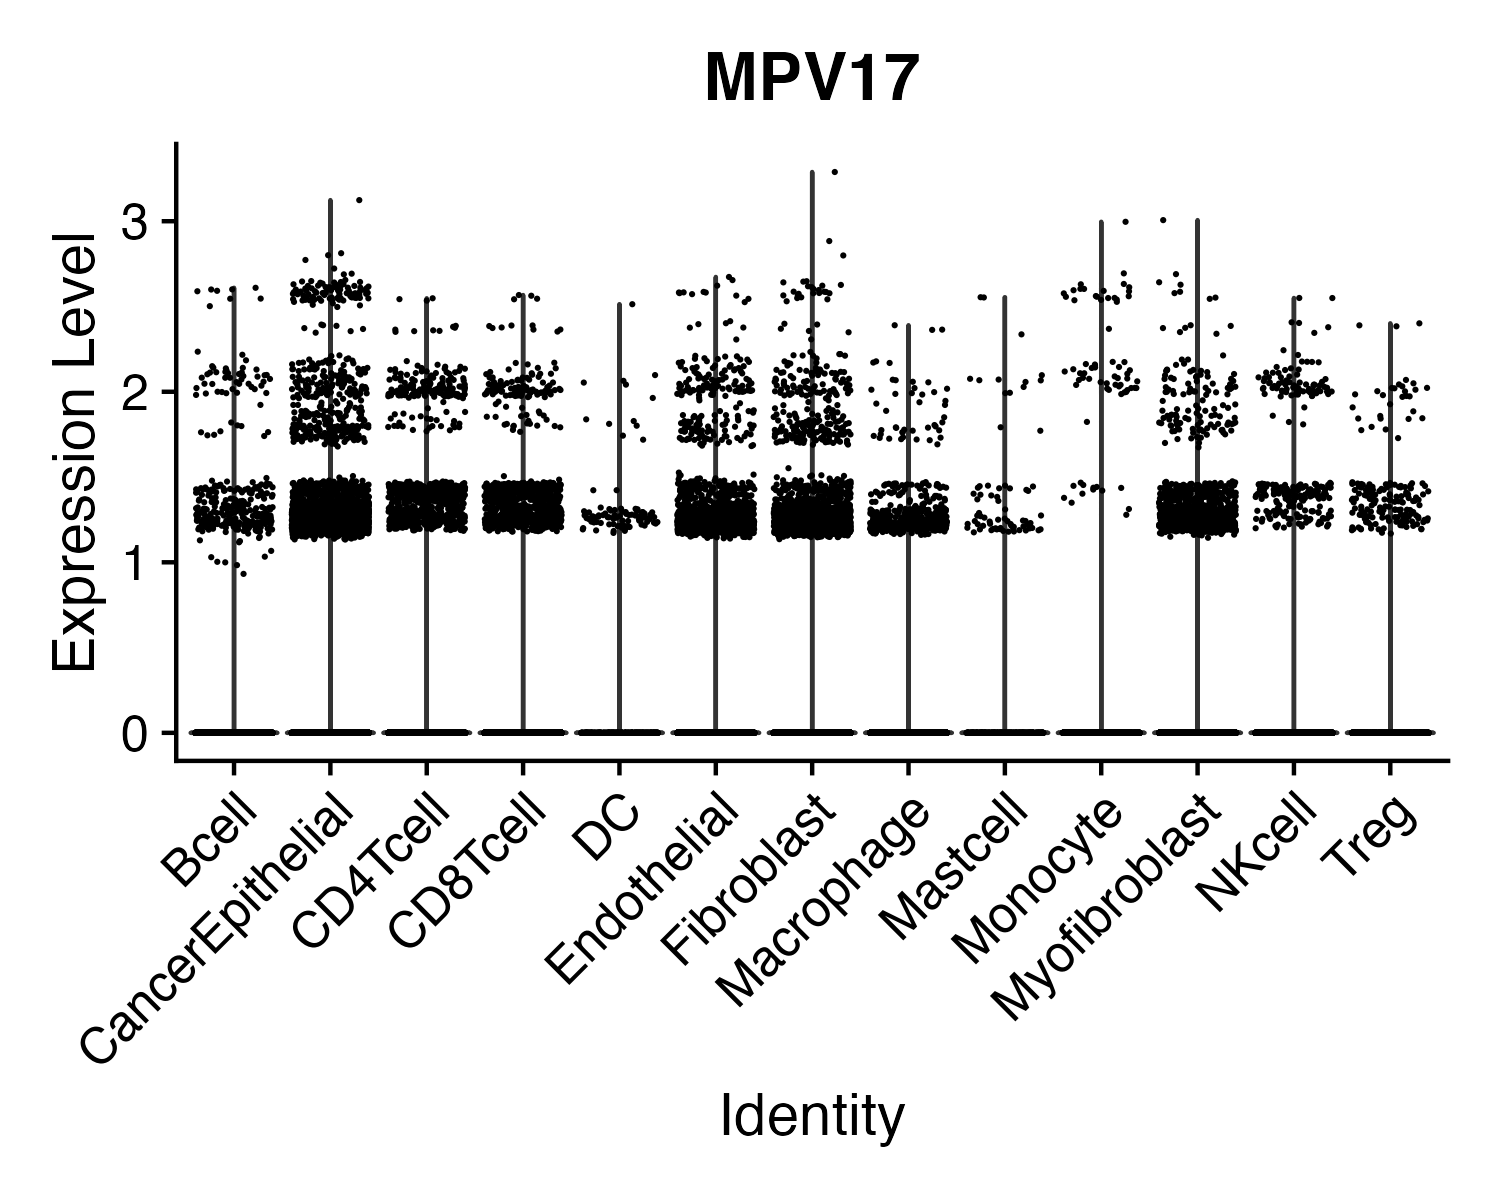 MPV17
Expression Level
3
2
1
0
Bcell
CancerEpithelial
CD4Tcell
CD8Tcell
DC
Endothelial
Fibroblast
Macrophage
Mastcell
Monocyte
Myofibroblast
NKcell
Treg
Identity